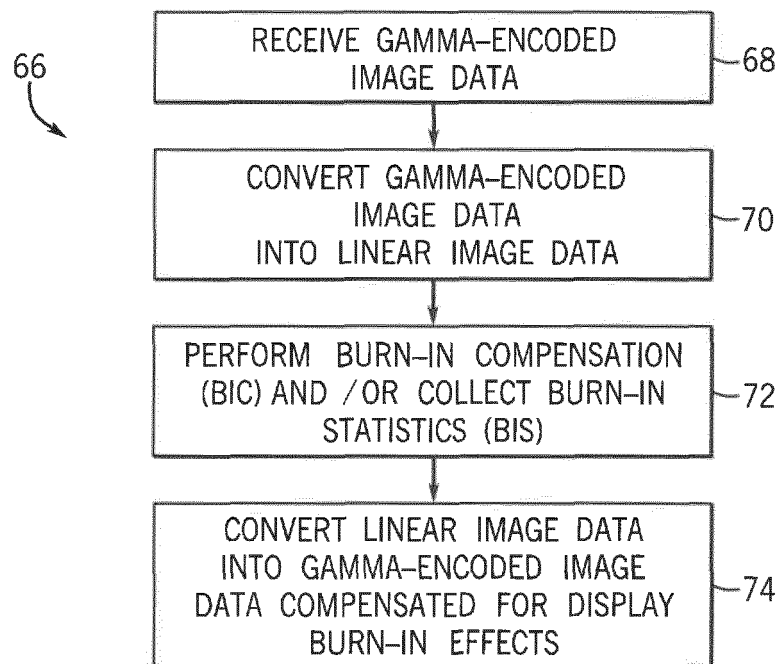 66
RECEIVE GAMMA-ENCODED
IMAGE DATA
68
CONVERT GAMMA-ENCODED
IMAGE DATA
INTO LINEAR IMAGE DATA
70
PERFORM BURN-IN COMPENSATION
(BIC) AND /OR COLLECT BURN-IN
STATISTICS (BIS)
72
CONVERT LINEAR IMAGE DATA
INTO GAMMA-ENCODED IMAGE
DATA COMPENSATED FOR DISPLAY
BURN-IN EFFECTS
74